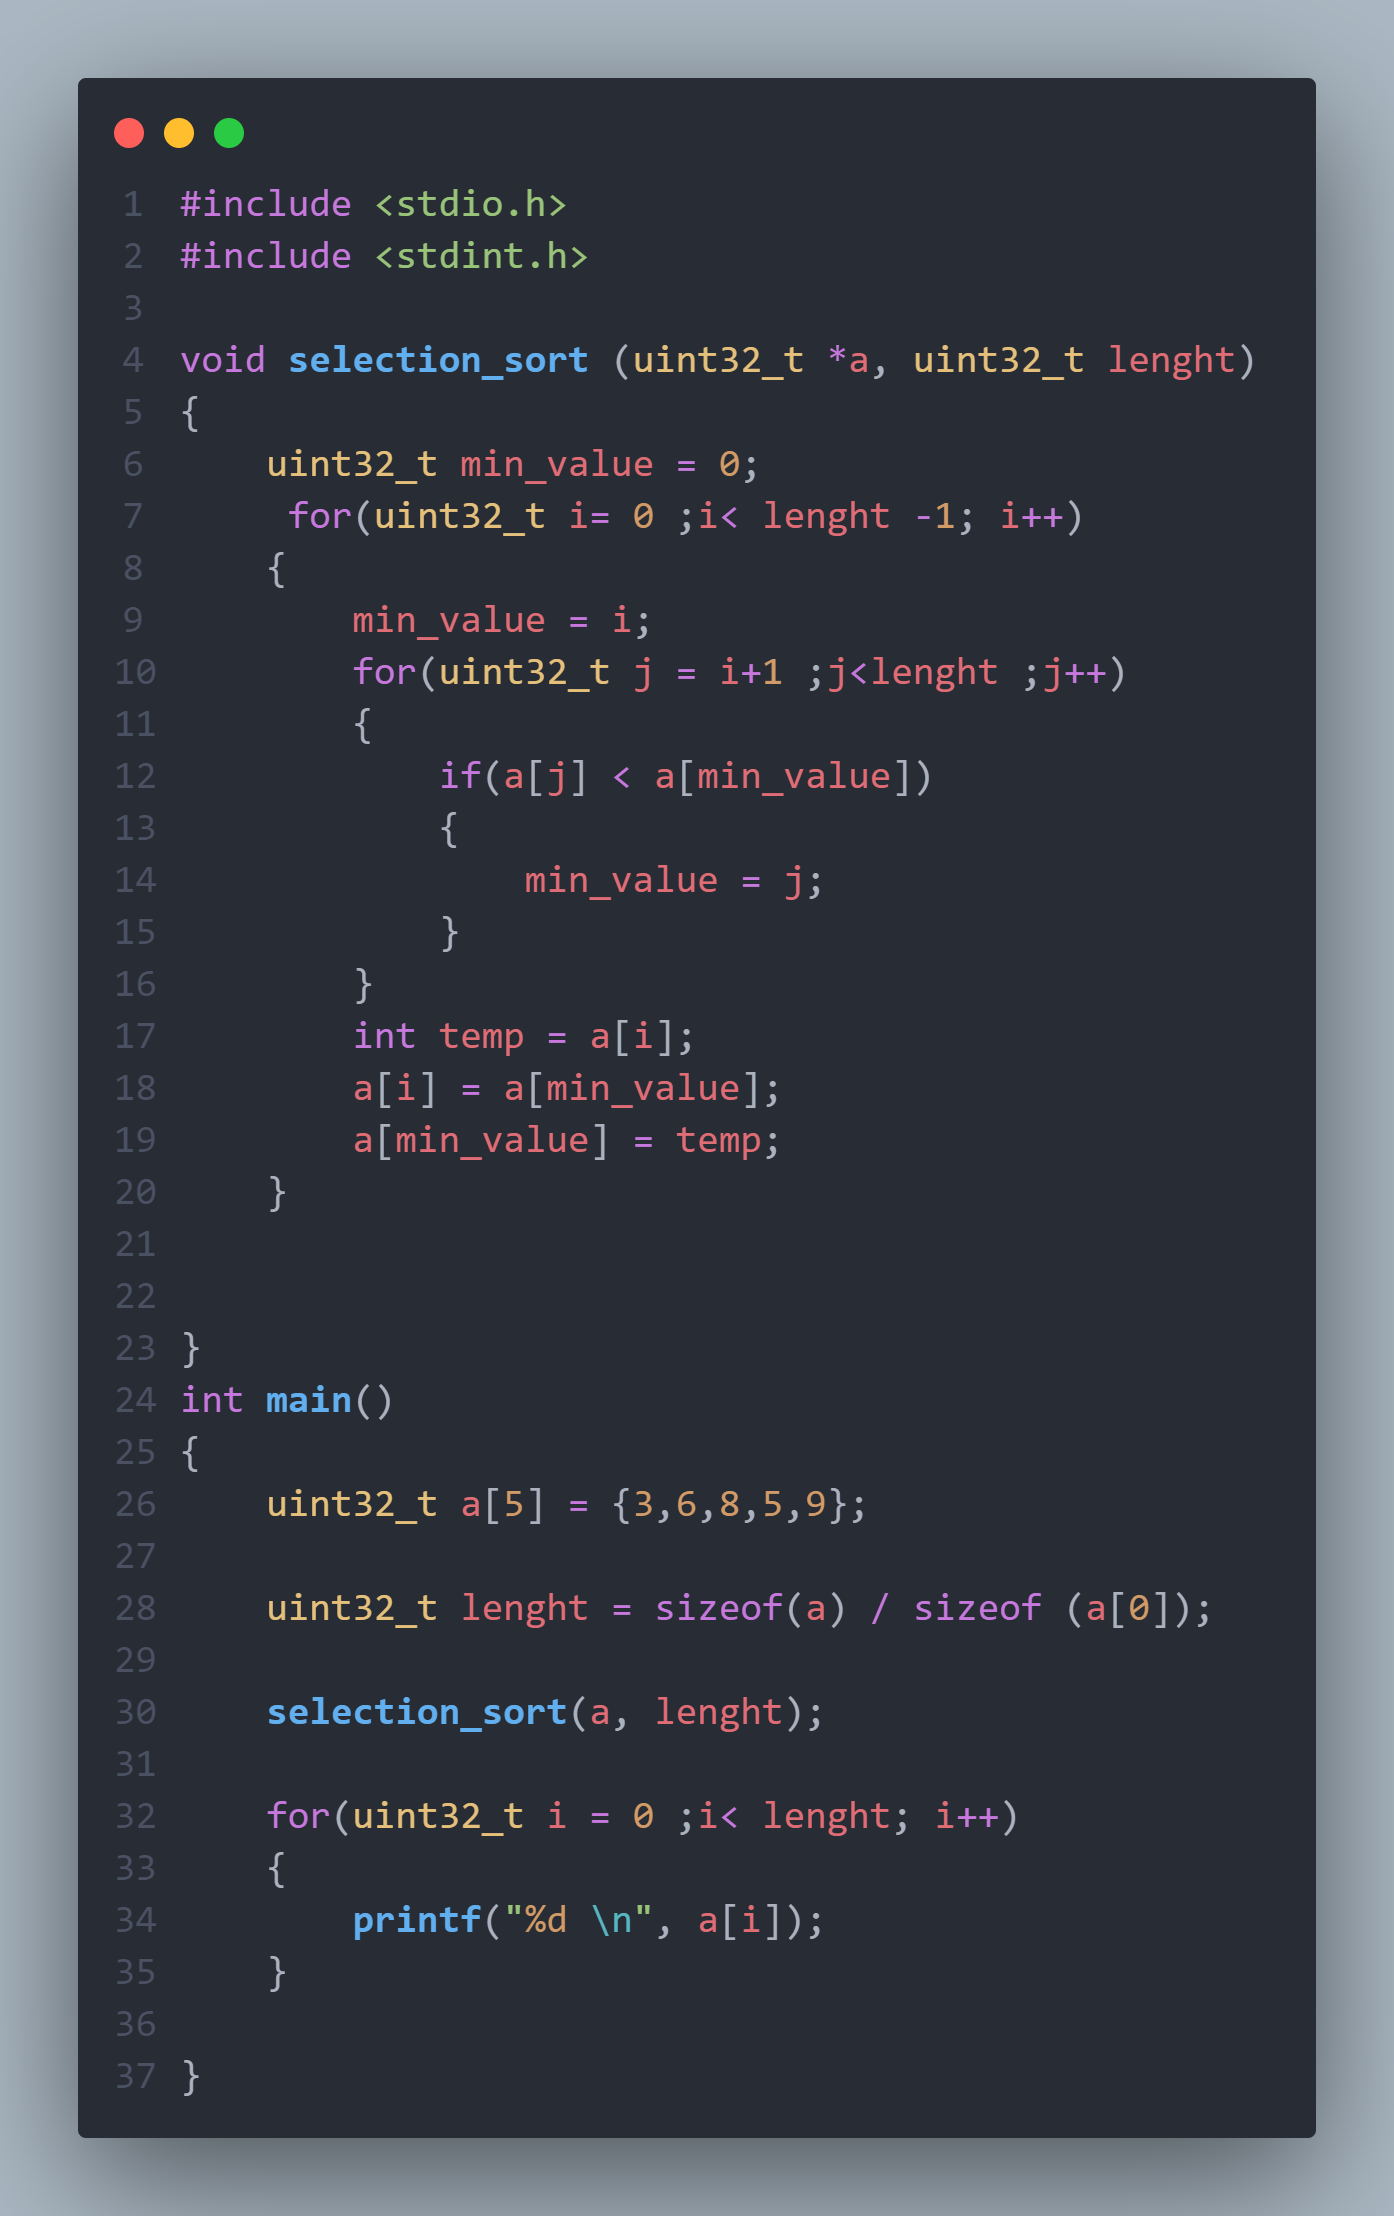 1 #include <stdio.h>
2 #include <stdint.h>
3
4 void selection_sort (uint32_t *a, uint32_t lenght)
5 {
6     uint32_t min_value = 0;
7      for(uint32_t i= 0 ;i< lenght -1; i++)
8     {
9         min_value = i;
10         for(uint32_t j = i+1 ;j<lenght ;j++)
11         {
12             if(a[j] < a[min_value])
13             {
14                 min_value = j;
15             }
16         }
17         int temp = a[i];
18         a[i] = a[min_value];
19         a[min_value] = temp;
20     }
21
22
23 }
24 int main()
25 {
26     uint32_t a[5] = {3,6,8,5,9};
27
28     uint32_t lenght = sizeof(a) / sizeof (a[0]);
29
30     selection_sort(a, lenght);
31
32     for(uint32_t i = 0 ;i< lenght; i++)
33     {
34         printf("%d \n", a[i]);
35     }
36
37 }